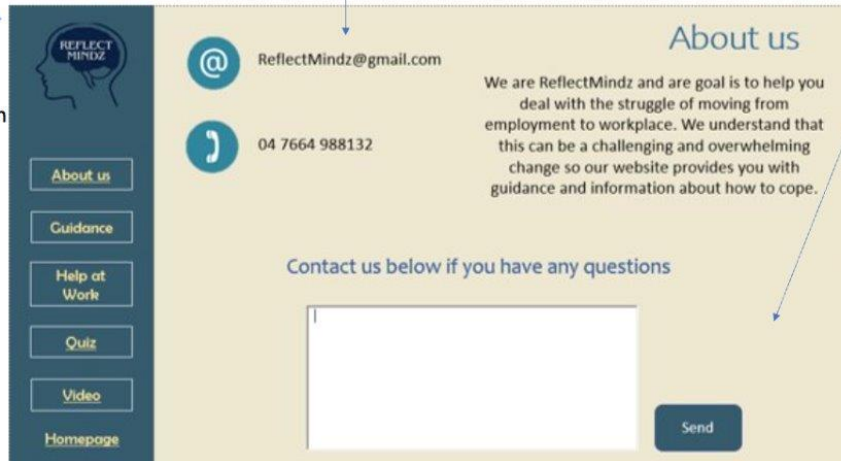 REFLECT
MINDZ
About us
Guidance
Help at
Work
Quiz
Video
Homepage
@
ReflectMindz@gmail.com
04 7664 988132
About us
We are ReflectMindz and are goal is to help you
deal with the struggle of moving from
employment to workplace. We understand that
this can be a challenging and overwhelming
change so our website provides you with
guidance and information about how to cope.
Contact us below if you have any questions
Send